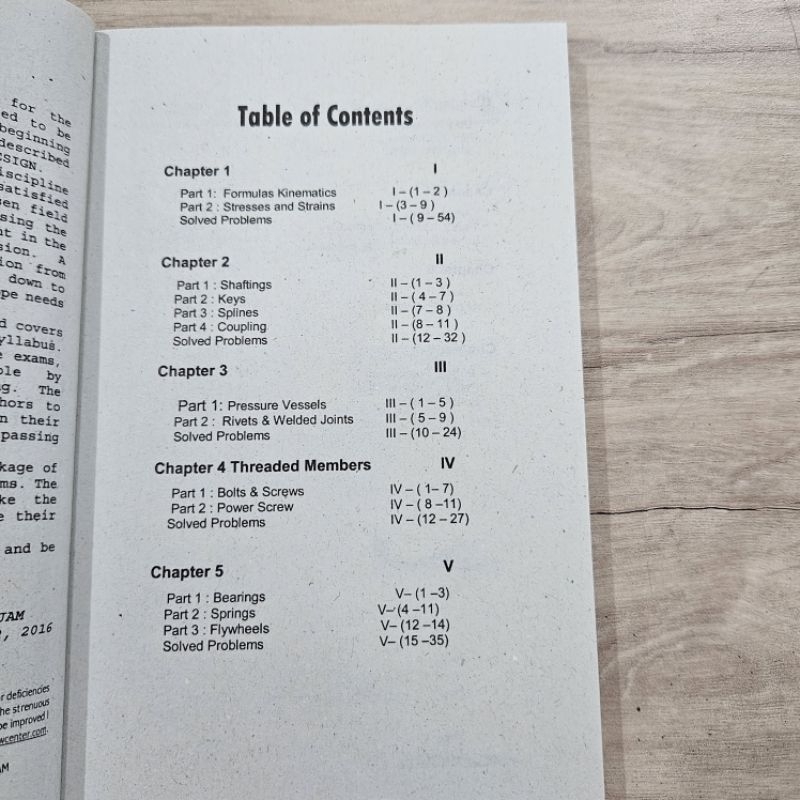 for the
ed to be
beginning
described
SIGN.
iscipline
satisfied
sen field
sing the
nt in the
sion. A
ion from
down to
ope needs
d covers
yllabus.
e exams,
ble by
g. The
hors to
n their
passing
kage of
ms. The
ke the
e their
and be
JAM
, 2016
r deficiencies
he strenuous
be improved I
wcenter.com.
AM
Table of Contents
Chapter 1 I
Part 1: Formulas Kinematics I – (1 – 2 )
Part 2 : Stresses and Strains I – (3 – 9 )
Solved Problems I – ( 9 – 54)
Chapter 2 II
Part 1 : Shaftings II – (1 – 3 )
Part 2 : Keys II – ( 4 – 7 )
Part 3 : Splines II – (7 – 8 )
Part 4 : Coupling II – (8 – 11 )
Solved Problems II – (12 – 32 )
Chapter 3 III
Part 1: Pressure Vessels III – ( 1 – 5 )
Part 2 : Rivets & Welded Joints III – ( 5 – 9 )
Solved Problems III – (10 – 24)
Chapter 4 Threaded Members IV
Part 1 : Bolts & Screws IV – ( 1– 7)
Part 2 : Power Screw IV – ( 8 –11)
Solved Problems IV – (12 – 27)
Chapter 5 V
Part 1 : Bearings V– (1 –3)
Part 2 : Springs V– (4 –11)
Part 3 : Flywheels V– (12 –14)
Solved Problems V– (15 –35)